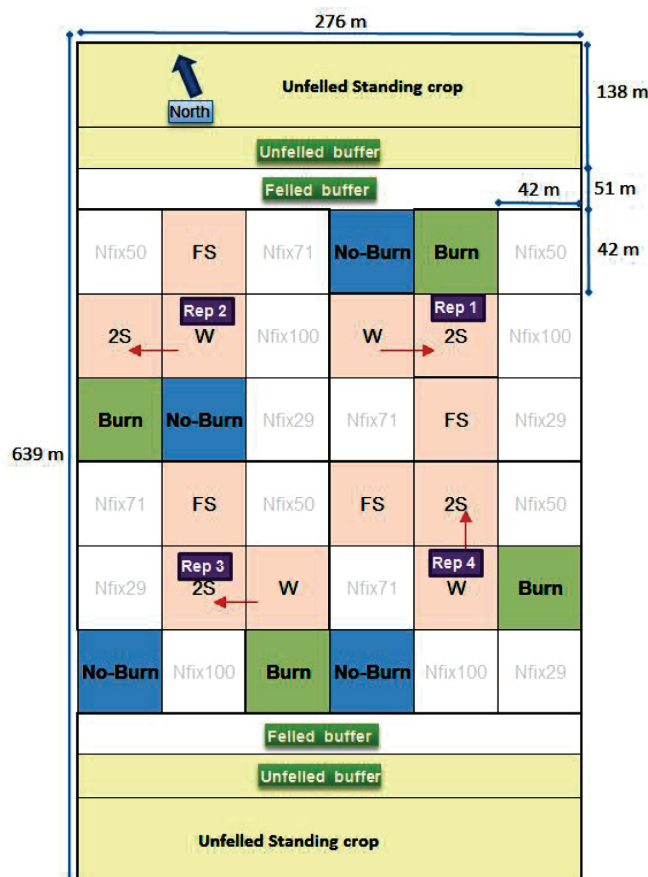 276 m
Unfelled Standing crop
North
138 m
Unfelled buffer
Felled buffer
42 m
51 m
Nfix50 FS Nfix71 No-Burn Burn Nfix50
42 m
Rep 2 Rep 1
2S W Nfix100 W 2S Nfix100
Burn No-Burn Nfix29 Nfix71 FS Nfix29
639 m
Nfix71 FS Nfix50 FS 2S Nfix50
Rep 3 Rep 4
Nfix29 2S W Nfix71 W Burn
No-Burn Nfix100 Burn No-Burn Nfix100 Nfix29
Felled buffer
Unfelled buffer
Unfelled Standing crop